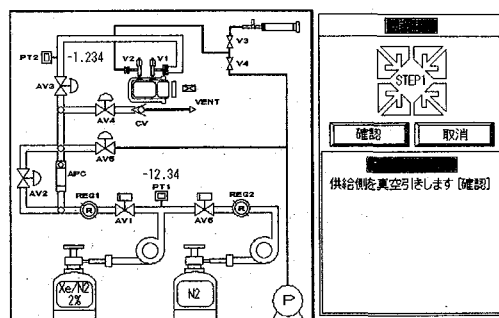 PT2
-1.234
V2
V1
V3
V4
AV3
AV4
CV
VENT
AV5
-12.34
PT1
AV2
APC
REG1
R
AV1
AV6
REG2
R
Xe/N2
2%
N2
P
STEP1
確認
取消
供給側を真空引きします [確認]